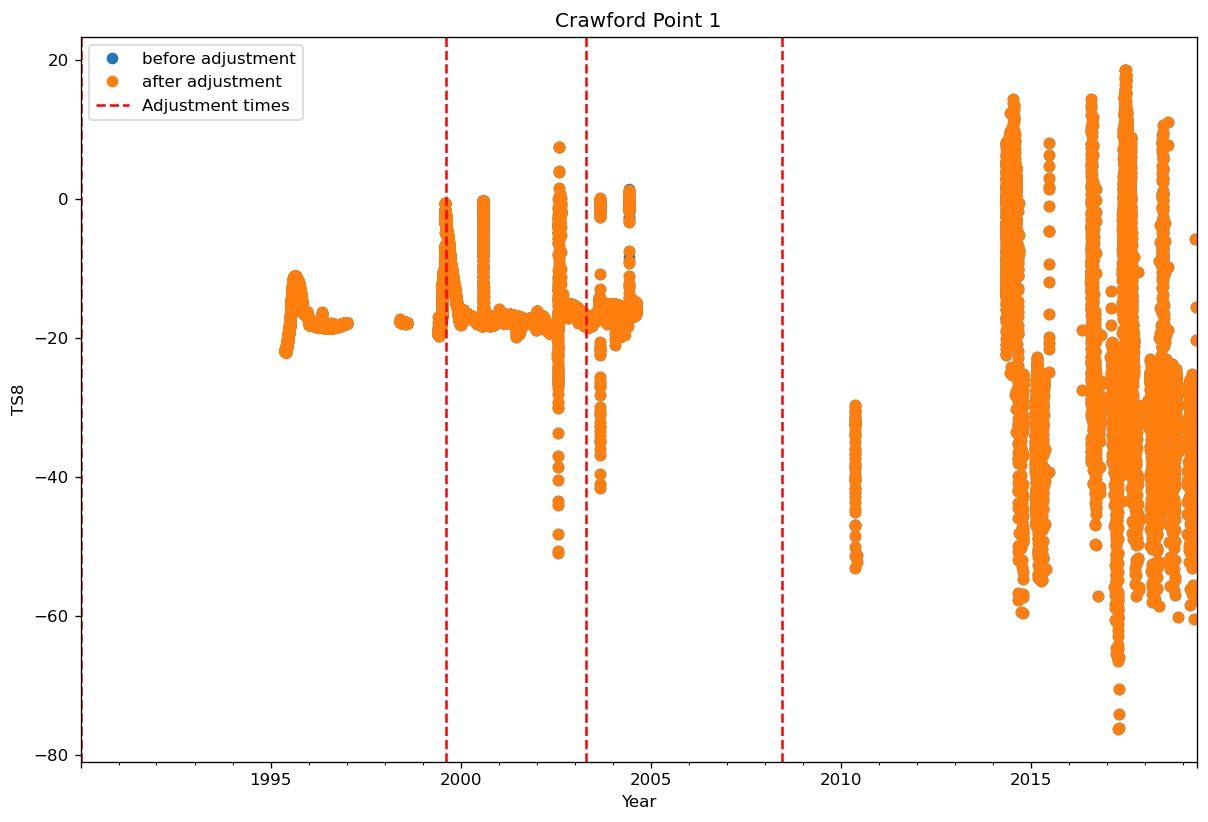 Crawford Point 1
before adjustment
after adjustment
Adjustment times
20
0
−20
−40
−60
−80
TS8
1995
2000
2005
2010
2015
Year